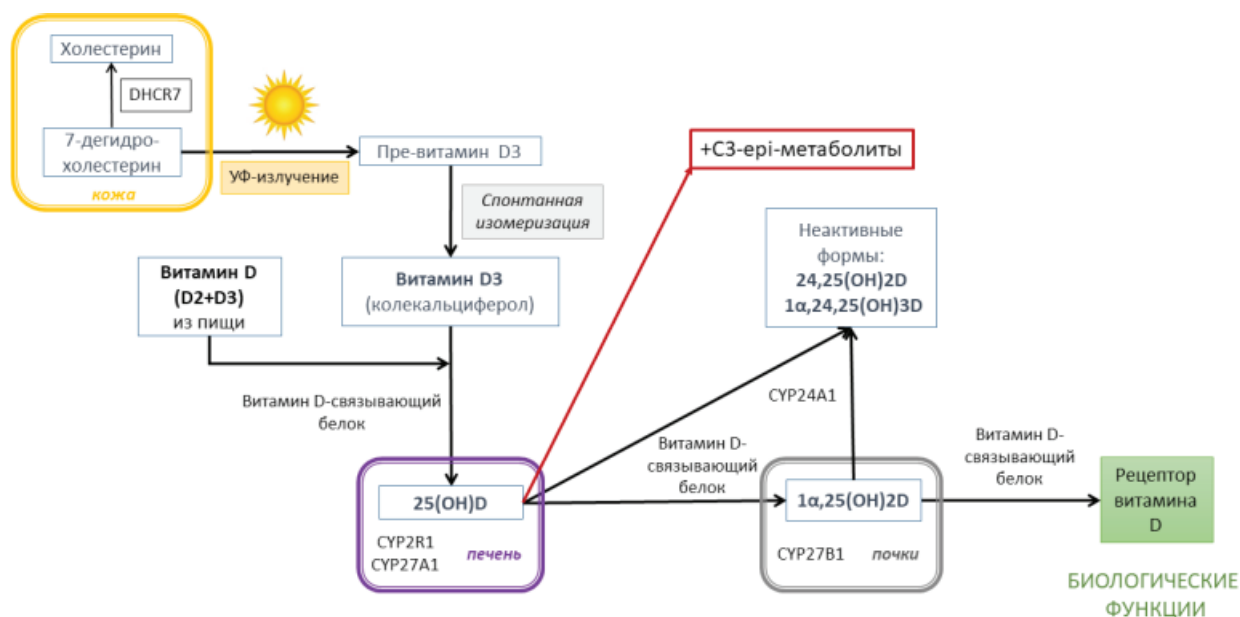 Холестерин
DHCR7
7-дегидро-
холестерин
кожа
УФ-излучение
Пре-витамин D3
Спонтанная
изомеризация
+C3-epi-метаболиты
Витамин D
(D2+D3)
из пищи
Витамин D3
(колекальциферол)
Неактивные
формы:
24,25(OH)2D
1α,24,25(OH)3D
Витамин D-связывающий
белок
CYP24A1
25(OH)D
CYP2R1
CYP27A1
печень
Витамин D-
связывающий
белок
1α,25(OH)2D
CYP27B1
почки
Витамин D-
связывающий
белок
Рецептор
витамина
D
БИОЛОГИЧЕСКИЕ
ФУНКЦИИ